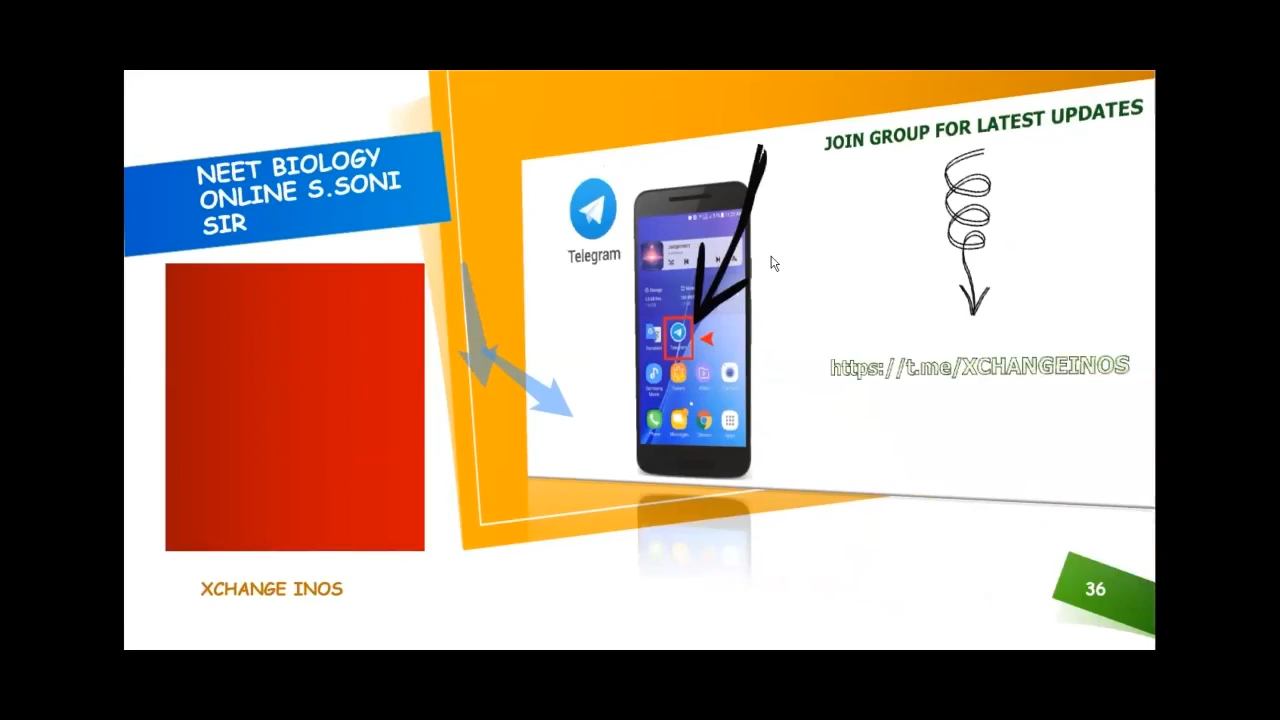 NEET BIOLOGY
ONLINE S.SONI
SIR
XCHANGE INOS
Telegram
JOIN GROUP FOR LATEST UPDATES
https://t.me/XCHANGEINOS
36